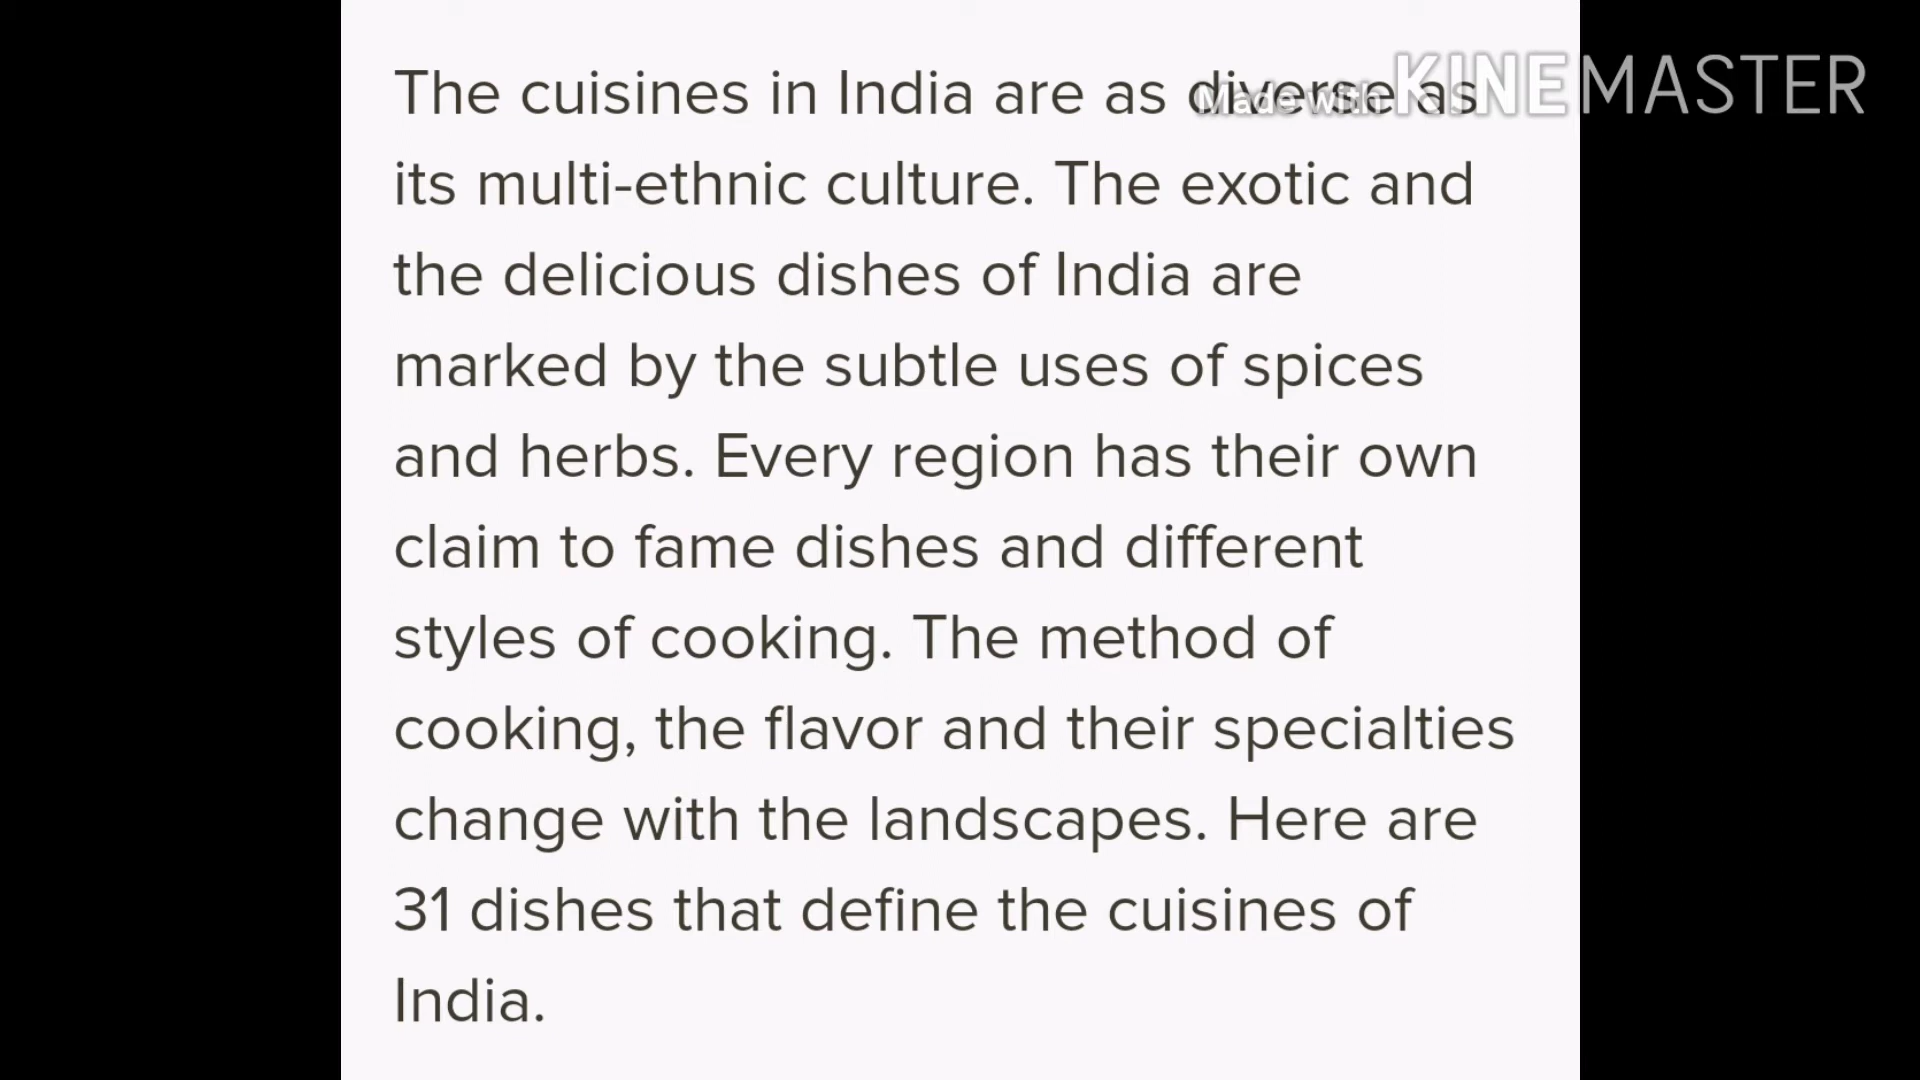 The cuisines in India are as diverse as
Made with KINEMASTER
its multi-ethnic culture. The exotic and
the delicious dishes of India are
marked by the subtle uses of spices
and herbs. Every region has their own
claim to fame dishes and different
styles of cooking. The method of
cooking, the flavor and their specialties
change with the landscapes. Here are
31 dishes that define the cuisines of
India.